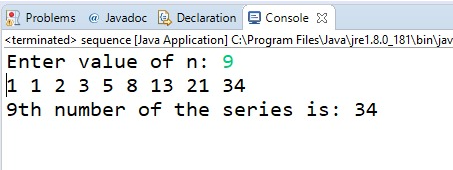 Problems @ Javadoc Declaration Console
<terminated> sequence [Java Application] C:\Program Files\Java\jre1.8.0_181\bin\jav
Enter value of n: 9
1 1 2 3 5 8 13 21 34
9th number of the series is: 34